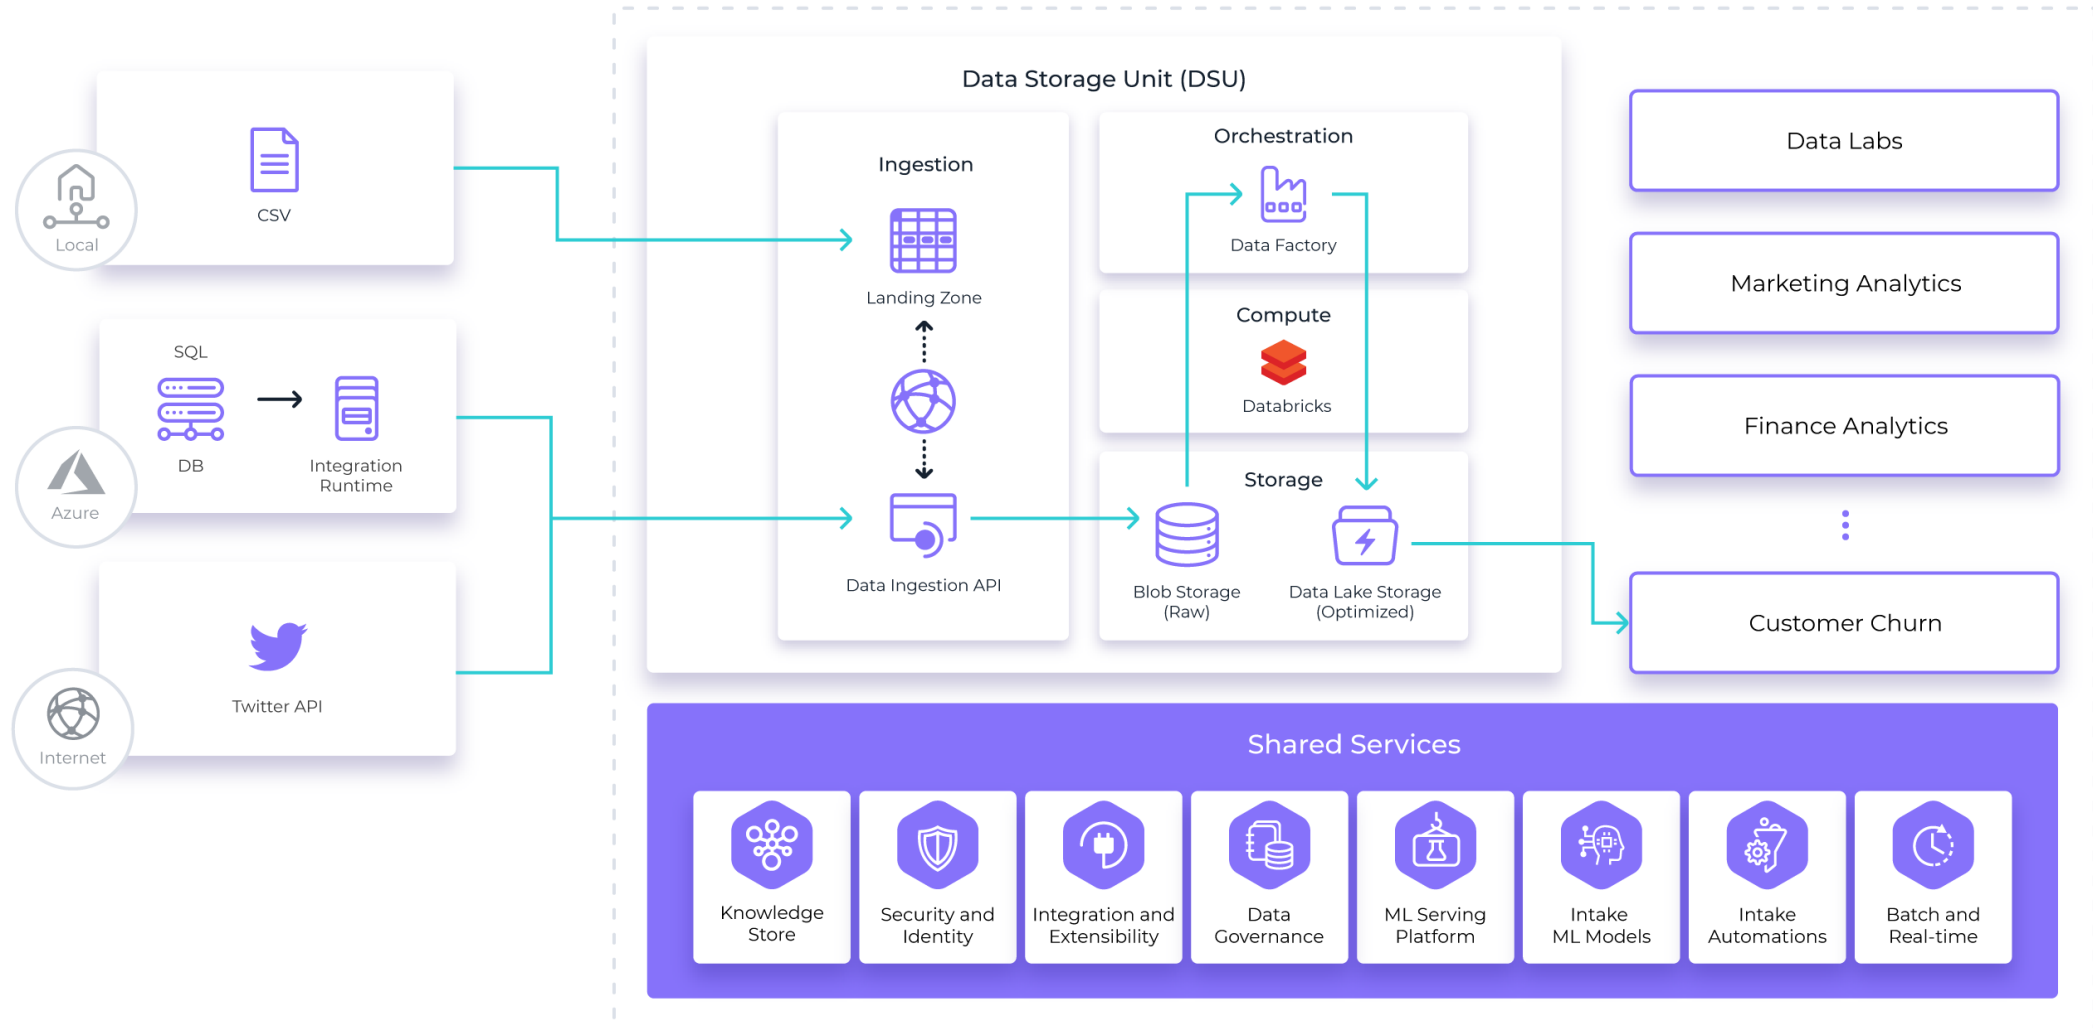 CSV
Local
SQL
DB
Integration
Runtime
Azure
Twitter API
Internet
Data Storage Unit (DSU)
Ingestion
Landing Zone
Data Ingestion API
Orchestration
Data Factory
Compute
Databricks
Storage
Blob Storage
(Raw)
Data Lake Storage
(Optimized)
Data Labs
Marketing Analytics
Finance Analytics
Customer Churn
Shared Services
Knowledge
Store
Security and
Identity
Integration and
Extensibility
Data
Governance
ML Serving
Platform
Intake
ML Models
Intake
Automations
Batch and
Real-time